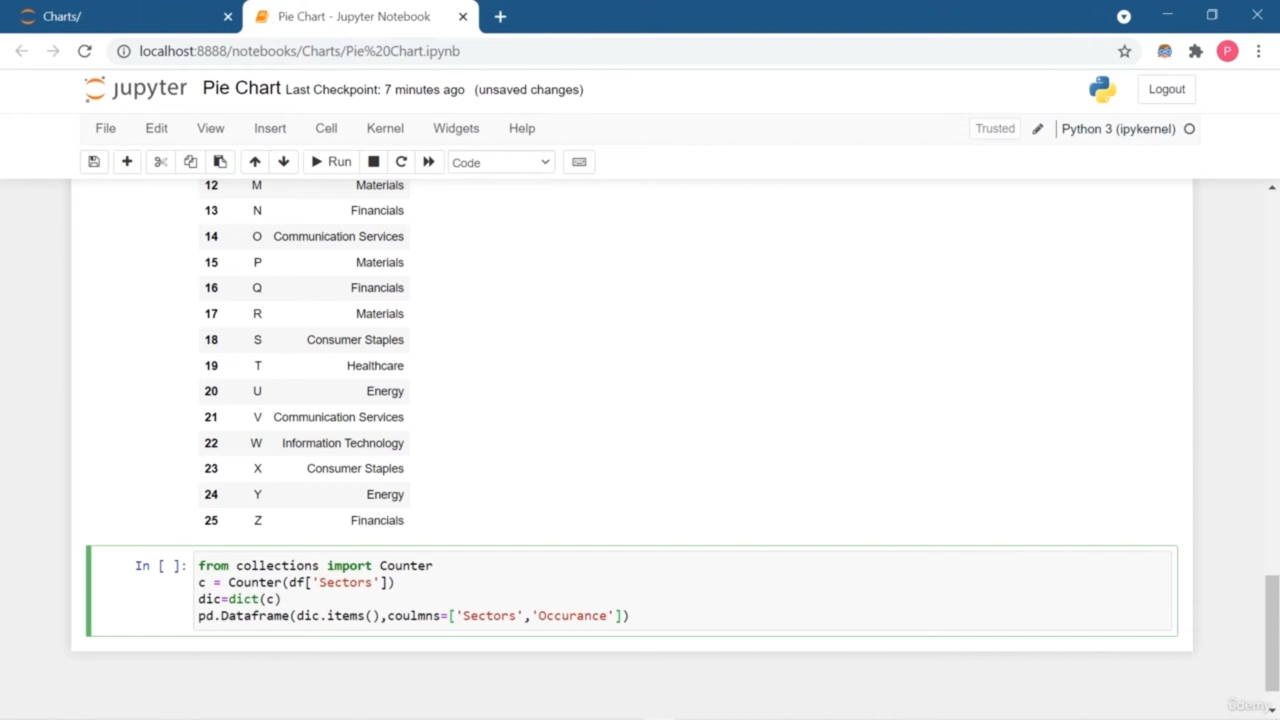 Charts/
Pie Chart - Jupyter Notebook
localhost:8888/notebooks/Charts/Pie%20Chart.ipynb
P
jupyter Pie Chart Last Checkpoint: 7 minutes ago (unsaved changes)
Logout
File Edit View Insert Cell Kernel Widgets Help
Trusted
Python 3 (ipykernel)
Run
Code
12 M Materials
13 N Financials
14 O Communication Services
15 P Materials
16 Q Financials
17 R Materials
18 S Consumer Staples
19 T Healthcare
20 U Energy
21 V Communication Services
22 W Information Technology
23 X Consumer Staples
24 Y Energy
25 Z Financials
In [ ]: from collections import Counter
c = Counter(df['Sectors'])
dic=dict(c)
pd.Dataframe(dic.items(),coulmns=['Sectors','Occurance'])
ûdemy